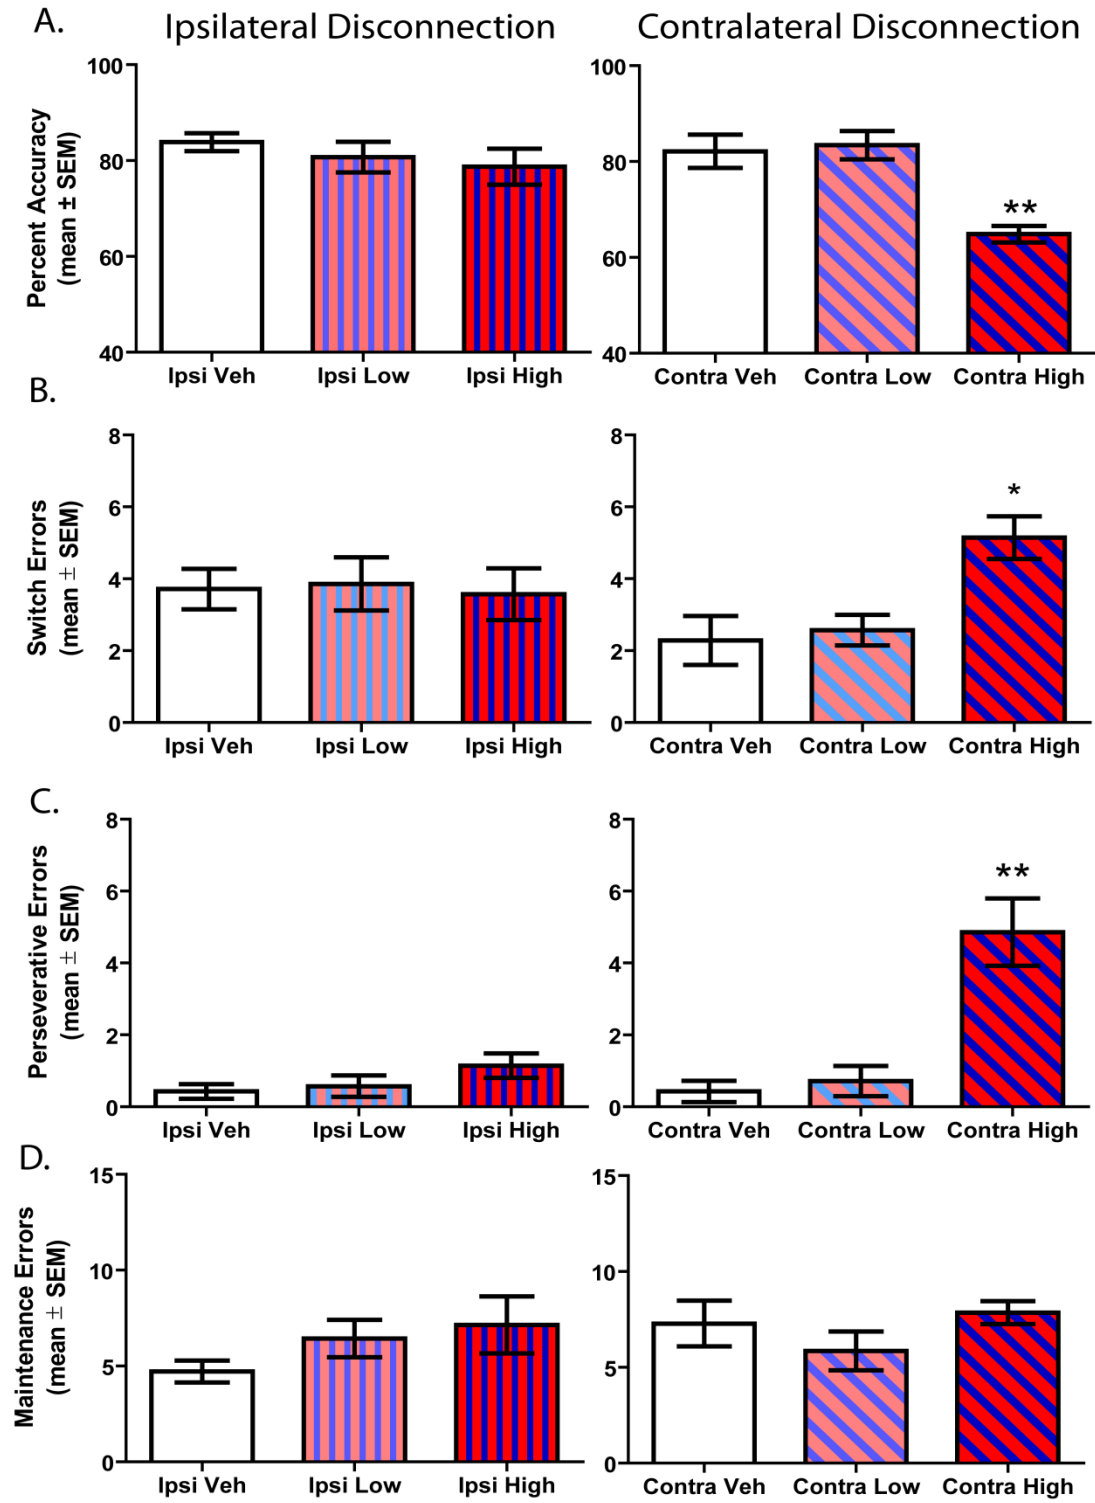 A.
Ipsilateral Disconnection
Contralateral Disconnection
Percent Accuracy
(mean ± SEM)
100
80
60
40
Ipsi Veh
Ipsi Low
Ipsi High
100
80
60
40
**
Contra Veh
Contra Low
Contra High
B.
Switch Errors
(mean ± SEM)
8
6
4
2
0
Ipsi Veh
Ipsi Low
Ipsi High
8
6
4
2
0
*
Contra Veh
Contra Low
Contra High
C.
Perseverative Errors
(mean ± SEM)
8
6
4
2
0
Ipsi Veh
Ipsi Low
Ipsi High
8
6
4
2
0
**
Contra Veh
Contra Low
Contra High
D.
Maintenance Errors
(mean ± SEM)
15
10
5
0
Ipsi Veh
Ipsi Low
Ipsi High
15
10
5
0
Contra Veh
Contra Low
Contra High